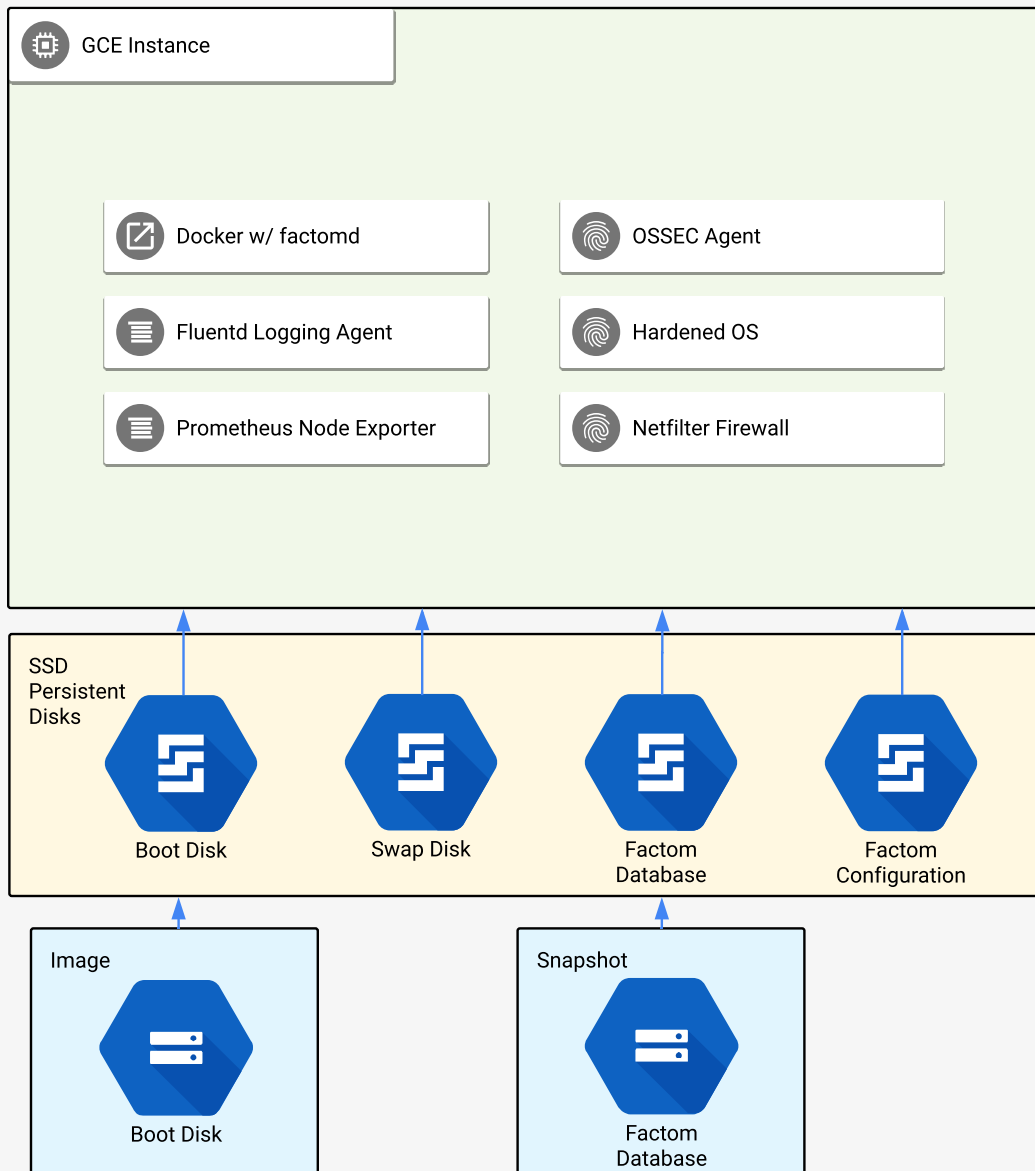 GCE Instance
Docker w/ factomd
OSSEC Agent
Fluentd Logging Agent
Hardened OS
Prometheus Node Exporter
Netfilter Firewall
SSD
Persistent
Disks
Boot Disk
Swap Disk
Factom
Database
Factom
Configuration
Image
Boot Disk
Snapshot
Factom
Database